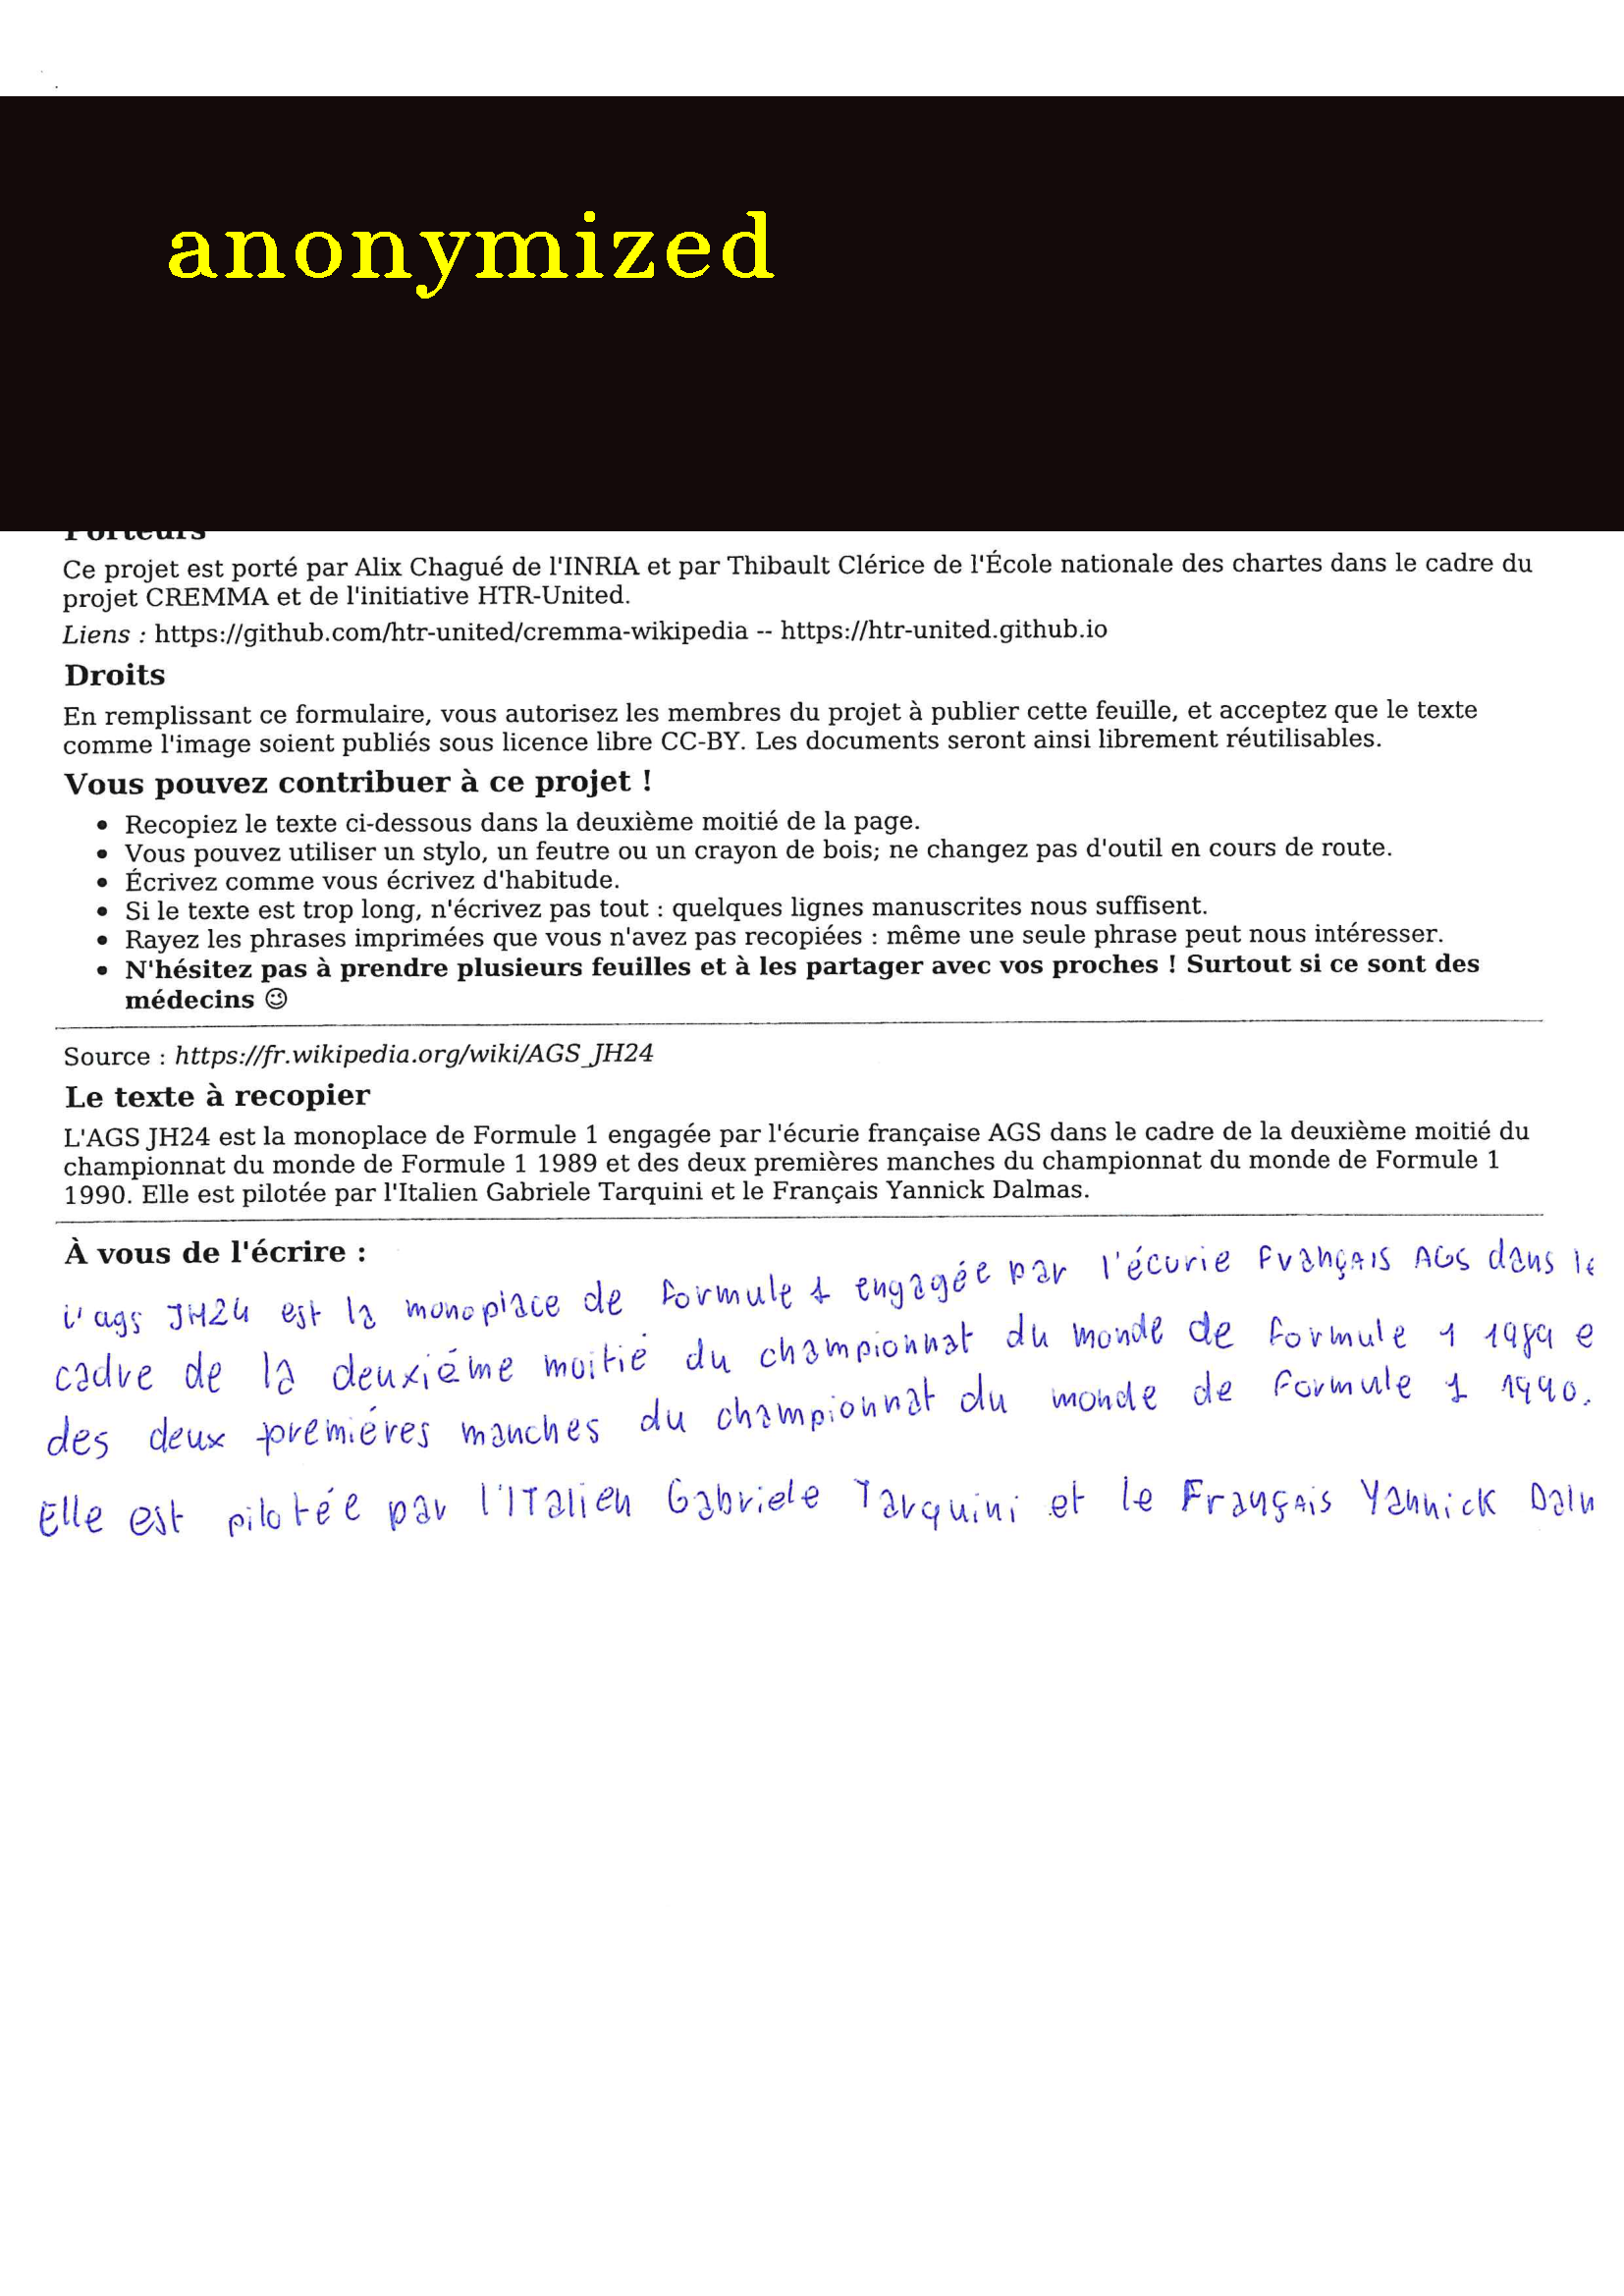 anonymized
Porteurs
Ce projet est porté par Alix Chagué de l'INRIA et par Thibault Clérice de l'École nationale des chartes dans le cadre du
projet CREMMA et de l'initiative HTR-United.
Liens : https://github.com/htr-united/cremma-wikipedia -- https://htr-united.github.io
Droits
En remplissant ce formulaire, vous autorisez les membres du projet à publier cette feuille, et acceptez que le texte
comme l'image soient publiés sous licence libre CC-BY. Les documents seront ainsi librement réutilisables.
Vous pouvez contribuer à ce projet !
• Recopiez le texte ci-dessous dans la deuxième moitié de la page.
• Vous pouvez utiliser un stylo, un feutre ou un crayon de bois; ne changez pas d'outil en cours de route.
• Écrivez comme vous écrivez d'habitude.
• Si le texte est trop long, n'écrivez pas tout : quelques lignes manuscrites nous suffisent.
• Rayez les phrases imprimées que vous n'avez pas recopiées : même une seule phrase peut nous intéresser.
• N'hésitez pas à prendre plusieurs feuilles et à les partager avec vos proches ! Surtout si ce sont des
médecins 😉
Source : https://fr.wikipedia.org/wiki/AGS_JH24
Le texte à recopier
L'AGS JH24 est la monoplace de Formule 1 engagée par l'écurie française AGS dans le cadre de la deuxième moitié du
championnat du monde de Formule 1 1989 et des deux premières manches du championnat du monde de Formule 1
1990. Elle est pilotée par l'Italien Gabriele Tarquini et le Français Yannick Dalmas.
À vous de l'écrire :
L'ags JH24 est la monoplace de formule 1 engagée par l'écurie Français AGS dans le
cadre de la deuxiéme moitié du championnat du monde de formule 1 1989 e
des deux premiéres manches du championnat du monde de formule 1 1990.
Elle est pilotée par l'ITalien Gabriele Tarquini et le Français Yannick Dalm